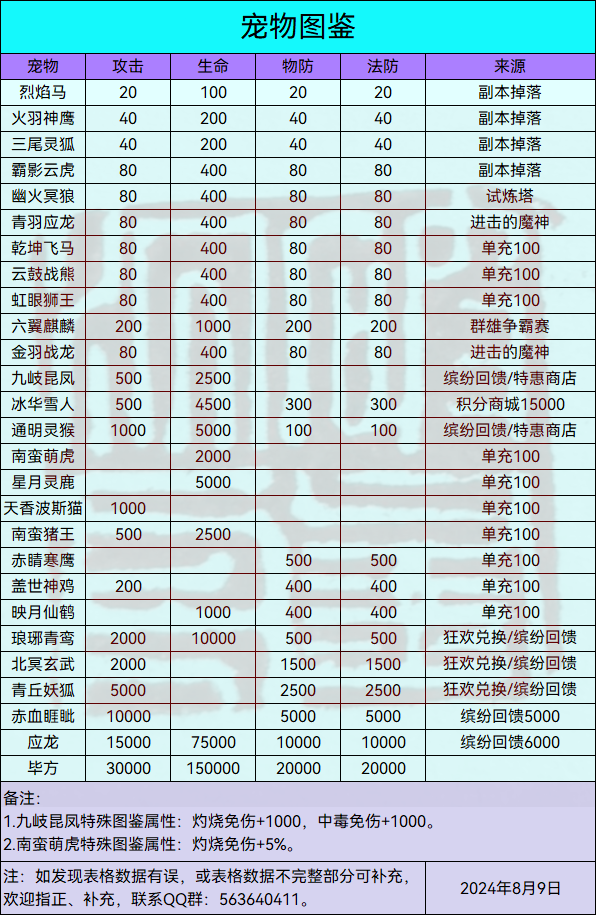 宠物图鉴
宠物 攻击 生命 物防 法防 来源
烈焰马 20 100 20 20 副本掉落
火羽神鹰 40 200 40 40 副本掉落
三尾灵狐 40 200 40 40 副本掉落
霸影云虎 80 400 80 80 副本掉落
幽火冥狼 80 400 80 80 试炼塔
青羽应龙 80 400 80 80 进击的魔神
乾坤飞马 80 400 80 80 单充100
云鼓战熊 80 400 80 80 单充100
虹眼狮王 80 400 80 80 单充100
六翼麒麟 200 1000 200 200 群雄争霸赛
金羽战龙 80 400 80 80 进击的魔神
九岐昆凤 500 2500 缤纷回馈/特惠商店
冰华雪人 500 4500 300 300 积分商城15000
通明灵猴 1000 5000 100 100 缤纷回馈/特惠商店
南蛮萌虎 2000 单充100
星月灵鹿 5000 单充100
天香波斯猫 1000 单充100
南蛮猪王 500 2500 单充100
赤睛寒鹰 500 500 单充100
盖世神鸡 200 400 400 单充100
映月仙鹤 1000 400 400 单充100
琅琊青鸾 2000 10000 500 500 狂欢兑换/缤纷回馈
北冥玄武 2000 1500 1500 狂欢兑换/缤纷回馈
青丘妖狐 5000 2500 2500 狂欢兑换/缤纷回馈
赤血睚眦 10000 5000 5000 缤纷回馈5000
应龙 15000 75000 10000 10000 缤纷回馈6000
毕方 30000 150000 20000 20000
备注：
1.九岐昆凤特殊图鉴属性：灼烧免伤+1000，中毒免伤+1000。
2.南蛮萌虎特殊图鉴属性：灼烧免伤+5%。
注：如发现表格数据有误，或表格数据不完整部分可补充，
欢迎指正、补充，联系QQ群：563640411。
2024年8月9日